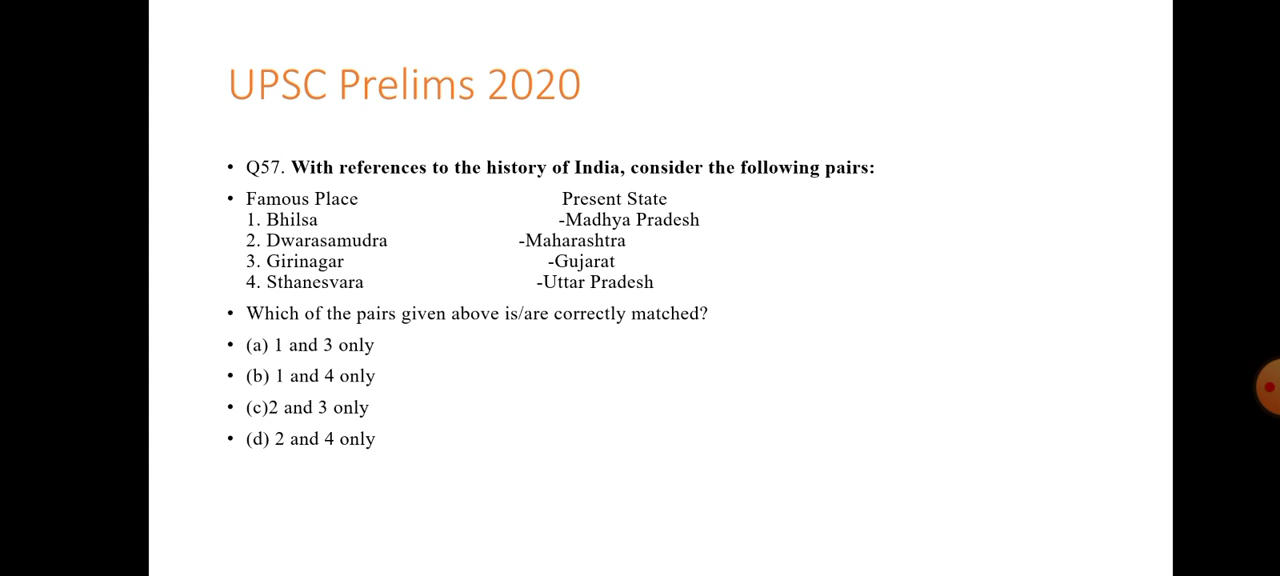 UPSC Prelims 2020
• Q57. With references to the history of India, consider the following pairs:
• Famous Place Present State
1. Bhilsa -Madhya Pradesh
2. Dwarasamudra -Maharashtra
3. Girinagar -Gujarat
4. Sthanesvara -Uttar Pradesh
• Which of the pairs given above is/are correctly matched?
• (a) 1 and 3 only
• (b) 1 and 4 only
• (c)2 and 3 only
• (d) 2 and 4 only